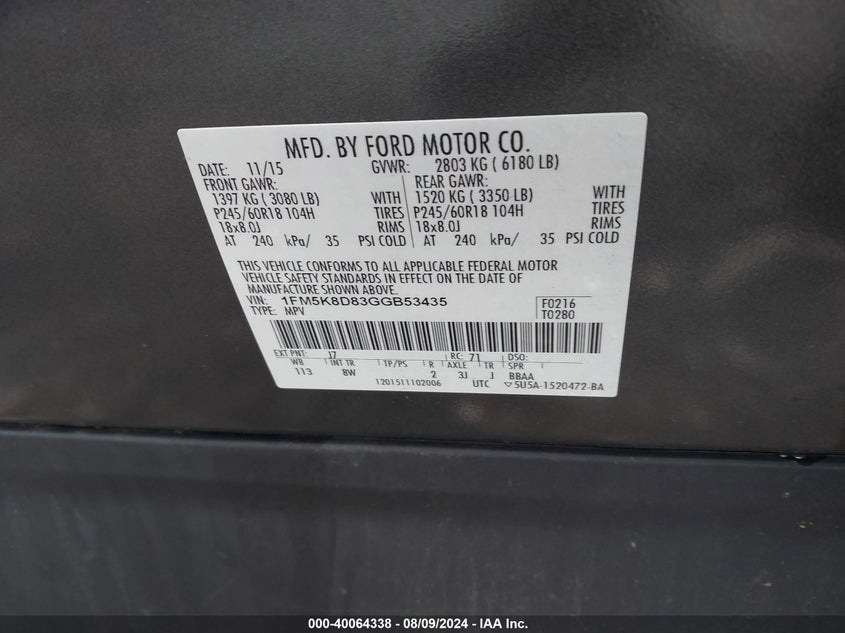 MFD. BY FORD MOTOR CO.
DATE: 11/15 GVWR: 2803 KG ( 6180 LB)
FRONT GAWR: REAR GAWR:
1397 KG ( 3080 LB) WITH 1520 KG ( 3350 LB) WITH
P245/60R18 104H TIRES P245/60R18 104H TIRES
18x8.0J RIMS 18x8.0J RIMS
AT 240 kPa/ 35 PSI COLD AT 240 kPa/ 35 PSI COLD
THIS VEHICLE CONFORMS TO ALL APPLICABLE FEDERAL MOTOR
VEHICLE SAFETY STANDARDS IN EFFECT ON THE DATE OF
MANUFACTURE SHOWN ABOVE.
VIN: 1FM5K8D83GGB53435 F0216
TYPE: MPV T0280
EXT PNT: J7 RC: 71 DSO:
WB INT TR TP/PS R AXLE TR SPR
113 8W 2 3J J BBAA
1201511102006 UTC ▽5U5A-1520472-BA
000-40064338 - 08/09/2024 - IAA Inc.